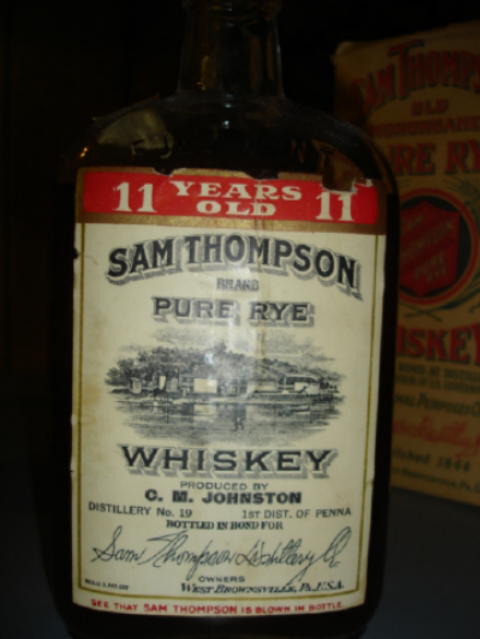 11 YEARS OLD 11
SAM THOMPSON
BRAND
PURE RYE
WHISKEY
PRODUCED BY
C. M. JOHNSTON
DISTILLERY No. 19 1ST DIST. OF PENNA
BOTTLED IN BOND FOR
Sam Thompson Distillery Co
OWNERS
WEST BROWNSVILLE, PA. U.S.A.
SEE THAT SAM THOMPSON IS BLOWN IN BOTTLE.
SAM THOMPS
OLD
RE RY
ISKEY